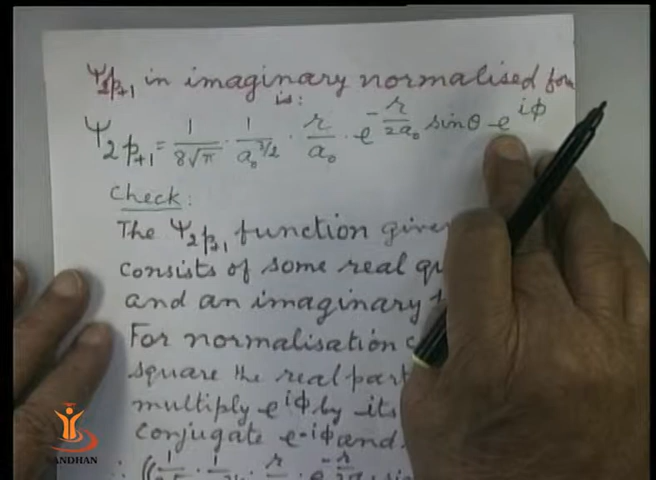 Ψ2p+1 in imaginary normalised form
is:
Ψ2p+1 = 1/8√π · 1/a₀^3/2 · r/a₀ · e^-r/2a₀ sinθ e^iφ
Check:
The Ψ2p+1 function given
consists of some real
and an imaginary
For normalisation
square the real part
multiply e^iφ by its
conjugate e^-iφ and
∴ ((
SANDHAN